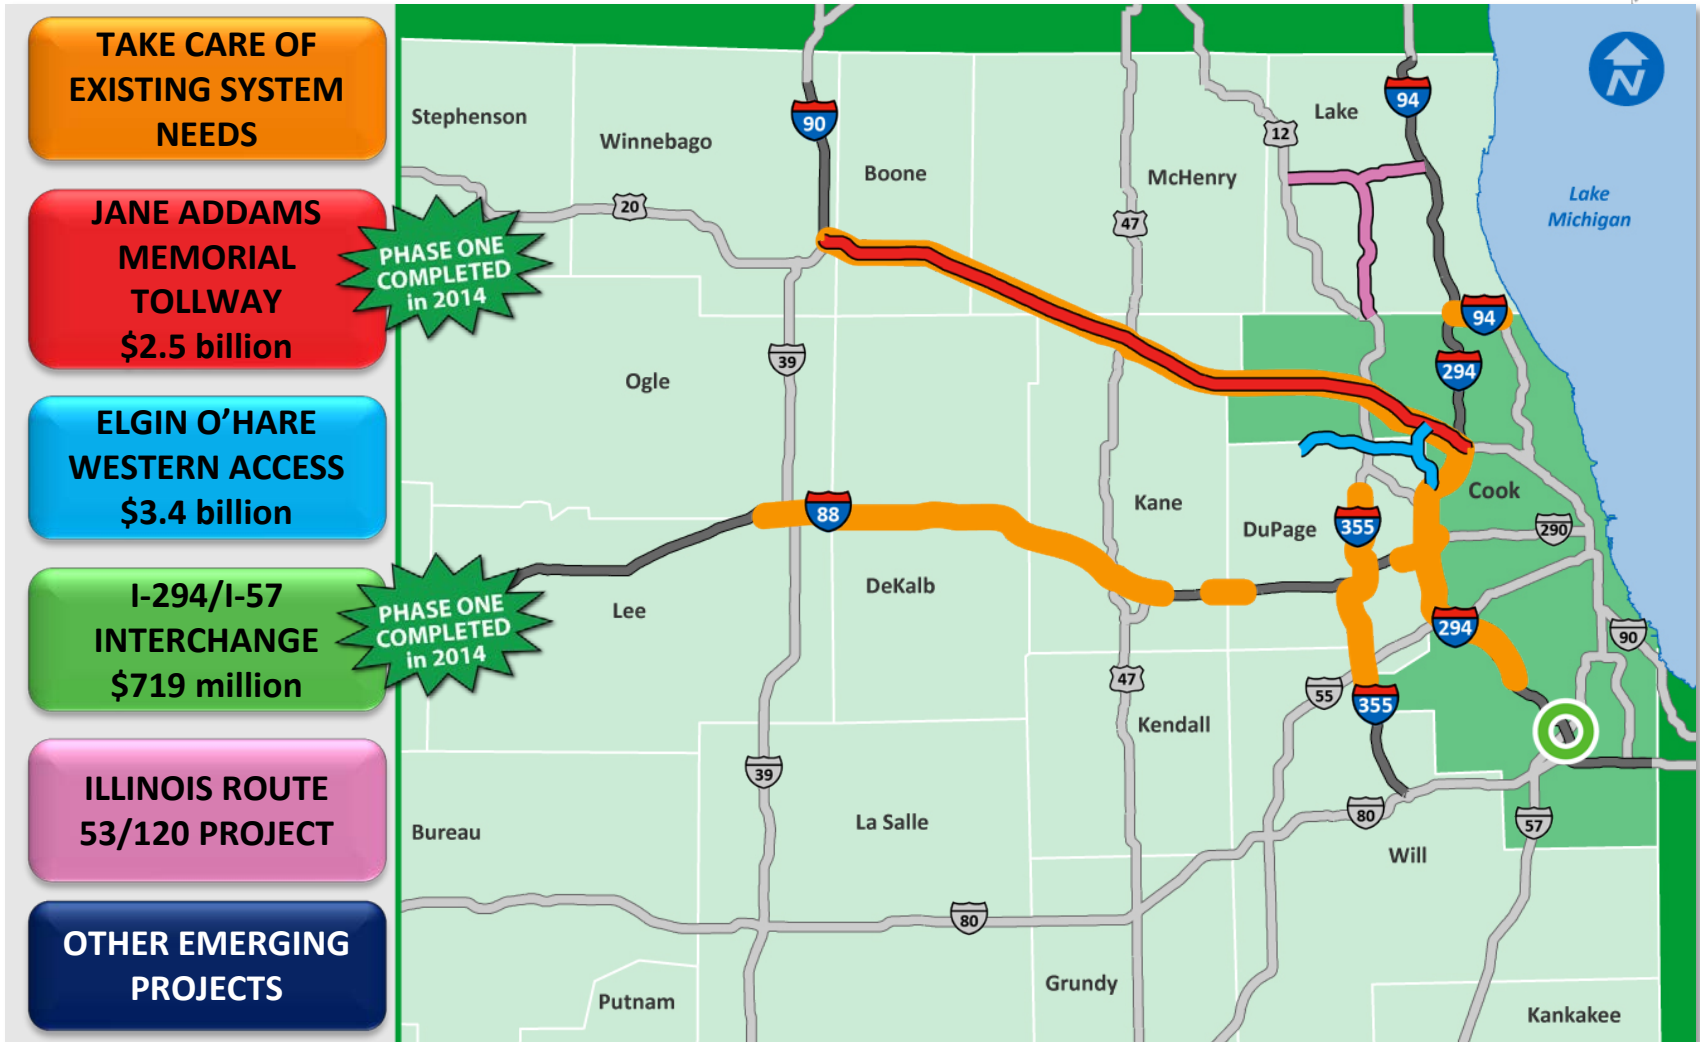 TAKE CARE OF
EXISTING SYSTEM
NEEDS
JANE ADDAMS
MEMORIAL
TOLLWAY
$2.5 billion
PHASE ONE
COMPLETED
in 2014
ELGIN O’HARE
WESTERN ACCESS
$3.4 billion
I-294/I-57
INTERCHANGE
$719 million
PHASE ONE
COMPLETED
in 2014
ILLINOIS ROUTE
53/120 PROJECT
OTHER EMERGING
PROJECTS
N
94
Lake
90
Stephenson
12
Winnebago
Boone
McHenry
Lake
Michigan
20
47
94
39
294
Ogle
Cook
Kane
88
355
DuPage
290
DeKalb
Lee
294
90
47
55
355
Kendall
39
80
La Salle
57
Bureau
Will
80
Grundy
Putnam
Kankakee